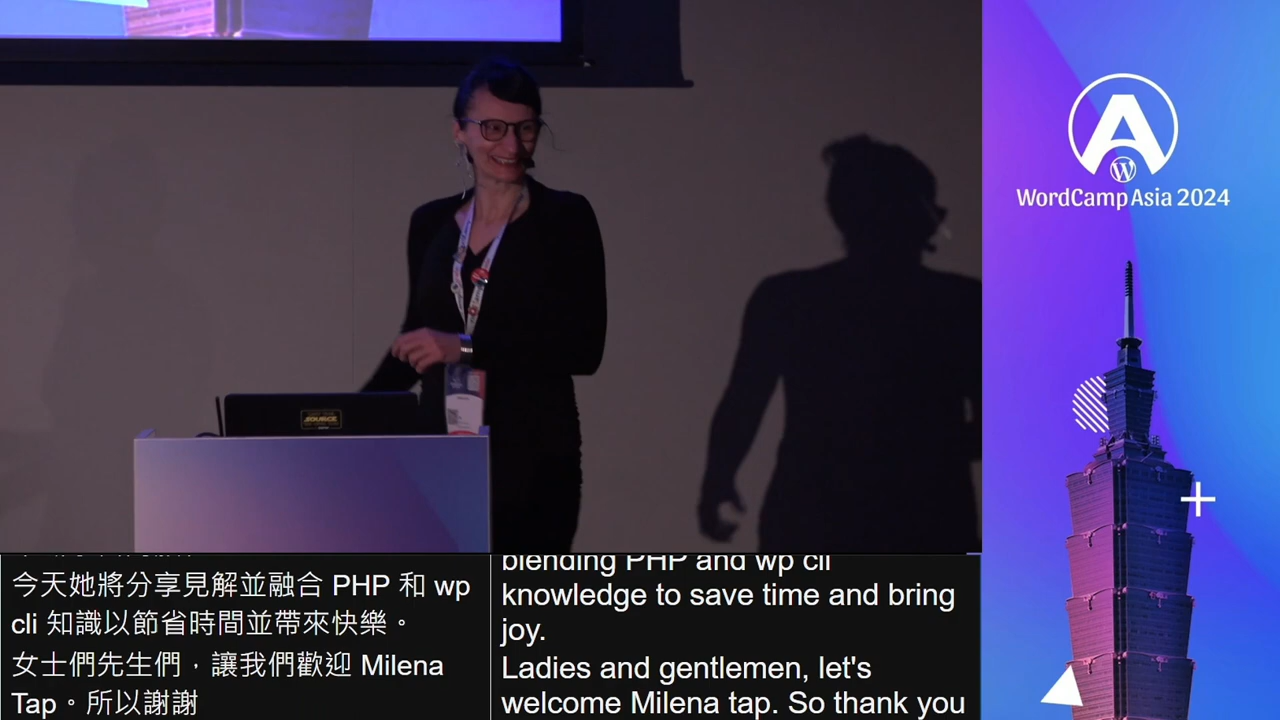 WordCamp Asia 2024
SOURCE
今天她將分享見解並融合 PHP 和 wp
cli 知識以節省時間並帶來快樂。
女士們先生們，讓我們歡迎 Milena
Tap。所以謝謝
blending PHP and wp cli
knowledge to save time and bring
joy.
Ladies and gentlemen, let's
welcome Milena tap. So thank you